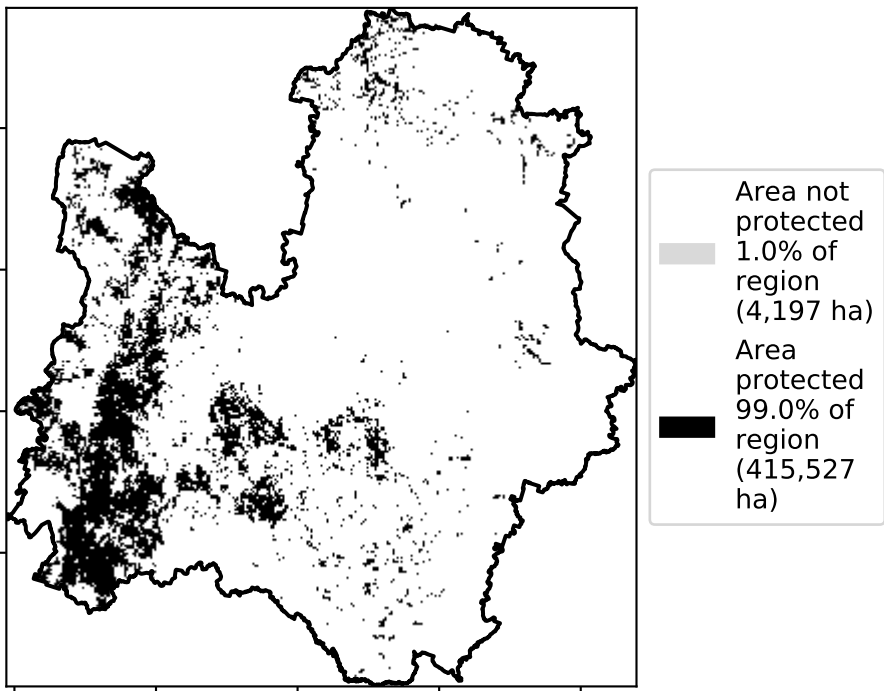 Area not
protected
1.0% of
region
(4,197 ha)
Area
protected
99.0% of
region
(415,527
ha)